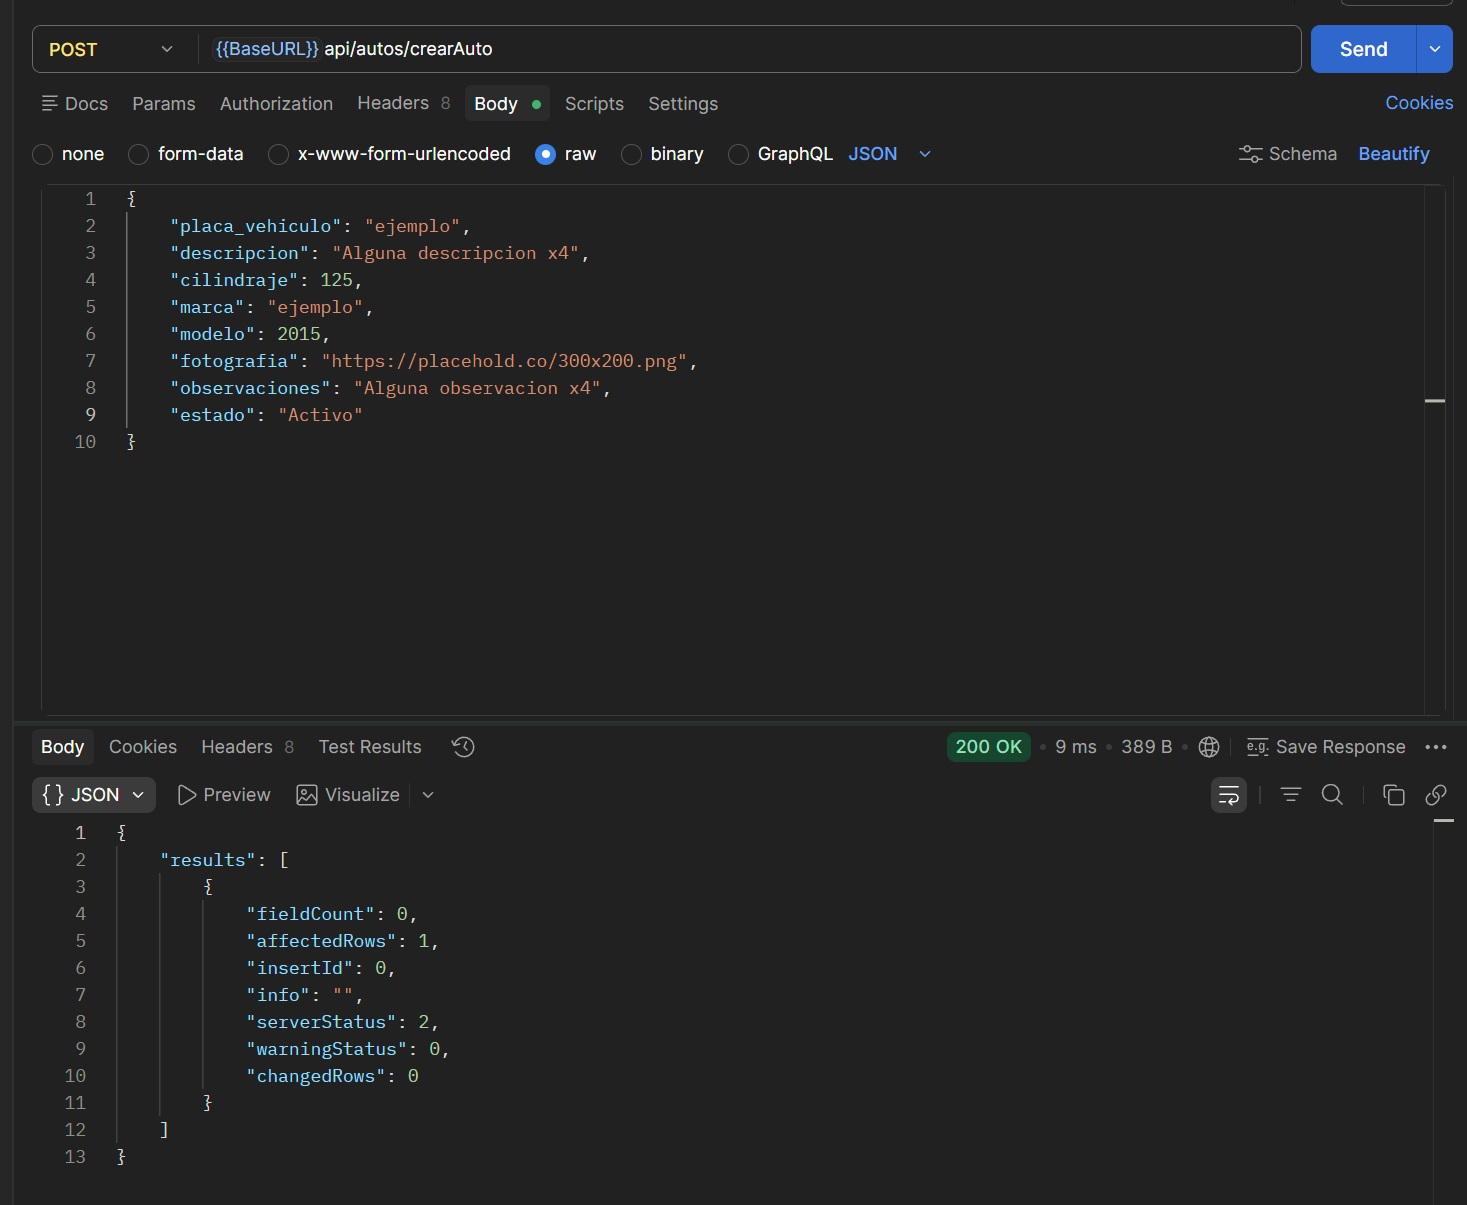 POST {{BaseURL}} api/autos/crearAuto Send
Docs Params Authorization Headers 8 Body Scripts Settings Cookies
none form-data x-www-form-urlencoded raw binary GraphQL JSON Schema Beautify
1 {
2 "placa_vehiculo": "ejemplo",
3 "descripcion": "Alguna descripcion x4",
4 "cilindraje": 125,
5 "marca": "ejemplo",
6 "modelo": 2015,
7 "fotografia": "https://placehold.co/300x200.png",
8 "observaciones": "Alguna observacion x4",
9 "estado": "Activo"
10 }
Body Cookies Headers 8 Test Results 200 OK • 9 ms • 389 B • e.g. Save Response
{} JSON Preview Visualize
1 {
2 "results": [
3 {
4 "fieldCount": 0,
5 "affectedRows": 1,
6 "insertId": 0,
7 "info": "",
8 "serverStatus": 2,
9 "warningStatus": 0,
10 "changedRows": 0
11 }
12 ]
13 }